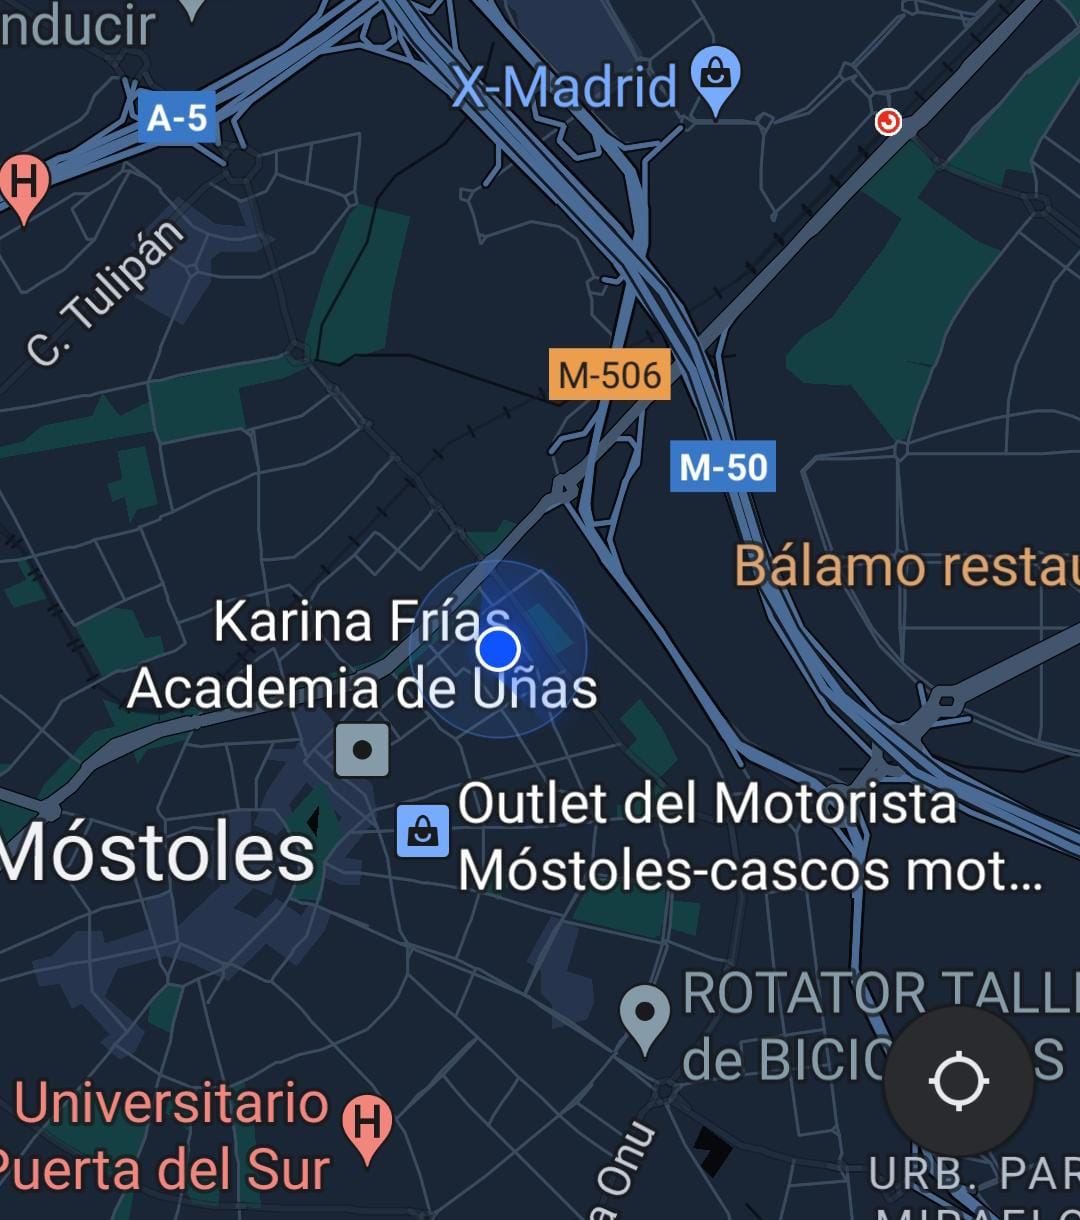 nducir
X-Madrid
A-5
H
C. Tulipán
M-506
M-50
Bálamo restau
Karina Frías
Academia de Uñas
Outlet del Motorista
Móstoles-cascos mot...
Móstoles
ROTATOR TALL
de BICIC S
Universitario
Puerta del Sur
H
a Onu
URB. PAR